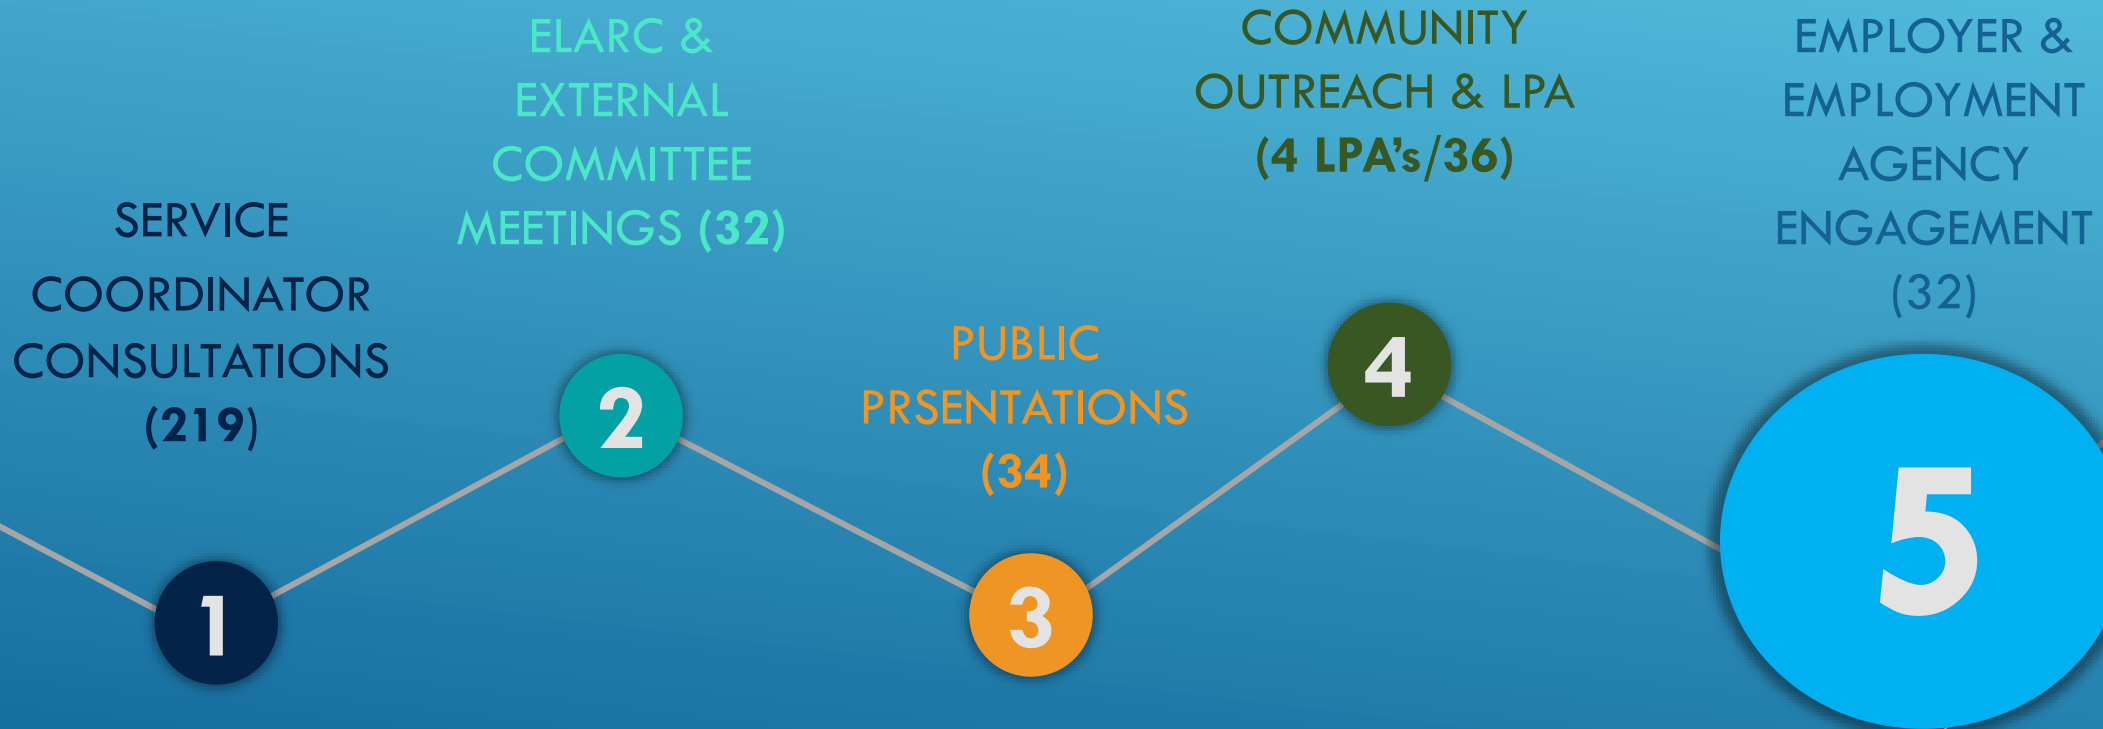 SERVICE
COORDINATOR
CONSULTATIONS
(219)
1
ELARC &
EXTERNAL
COMMITTEE
MEETINGS (32)
2
PUBLIC
PRSENTATIONS
(34)
3
COMMUNITY
OUTREACH & LPA
(4 LPA’s/36)
4
EMPLOYER &
EMPLOYMENT
AGENCY
ENGAGEMENT
(32)
5